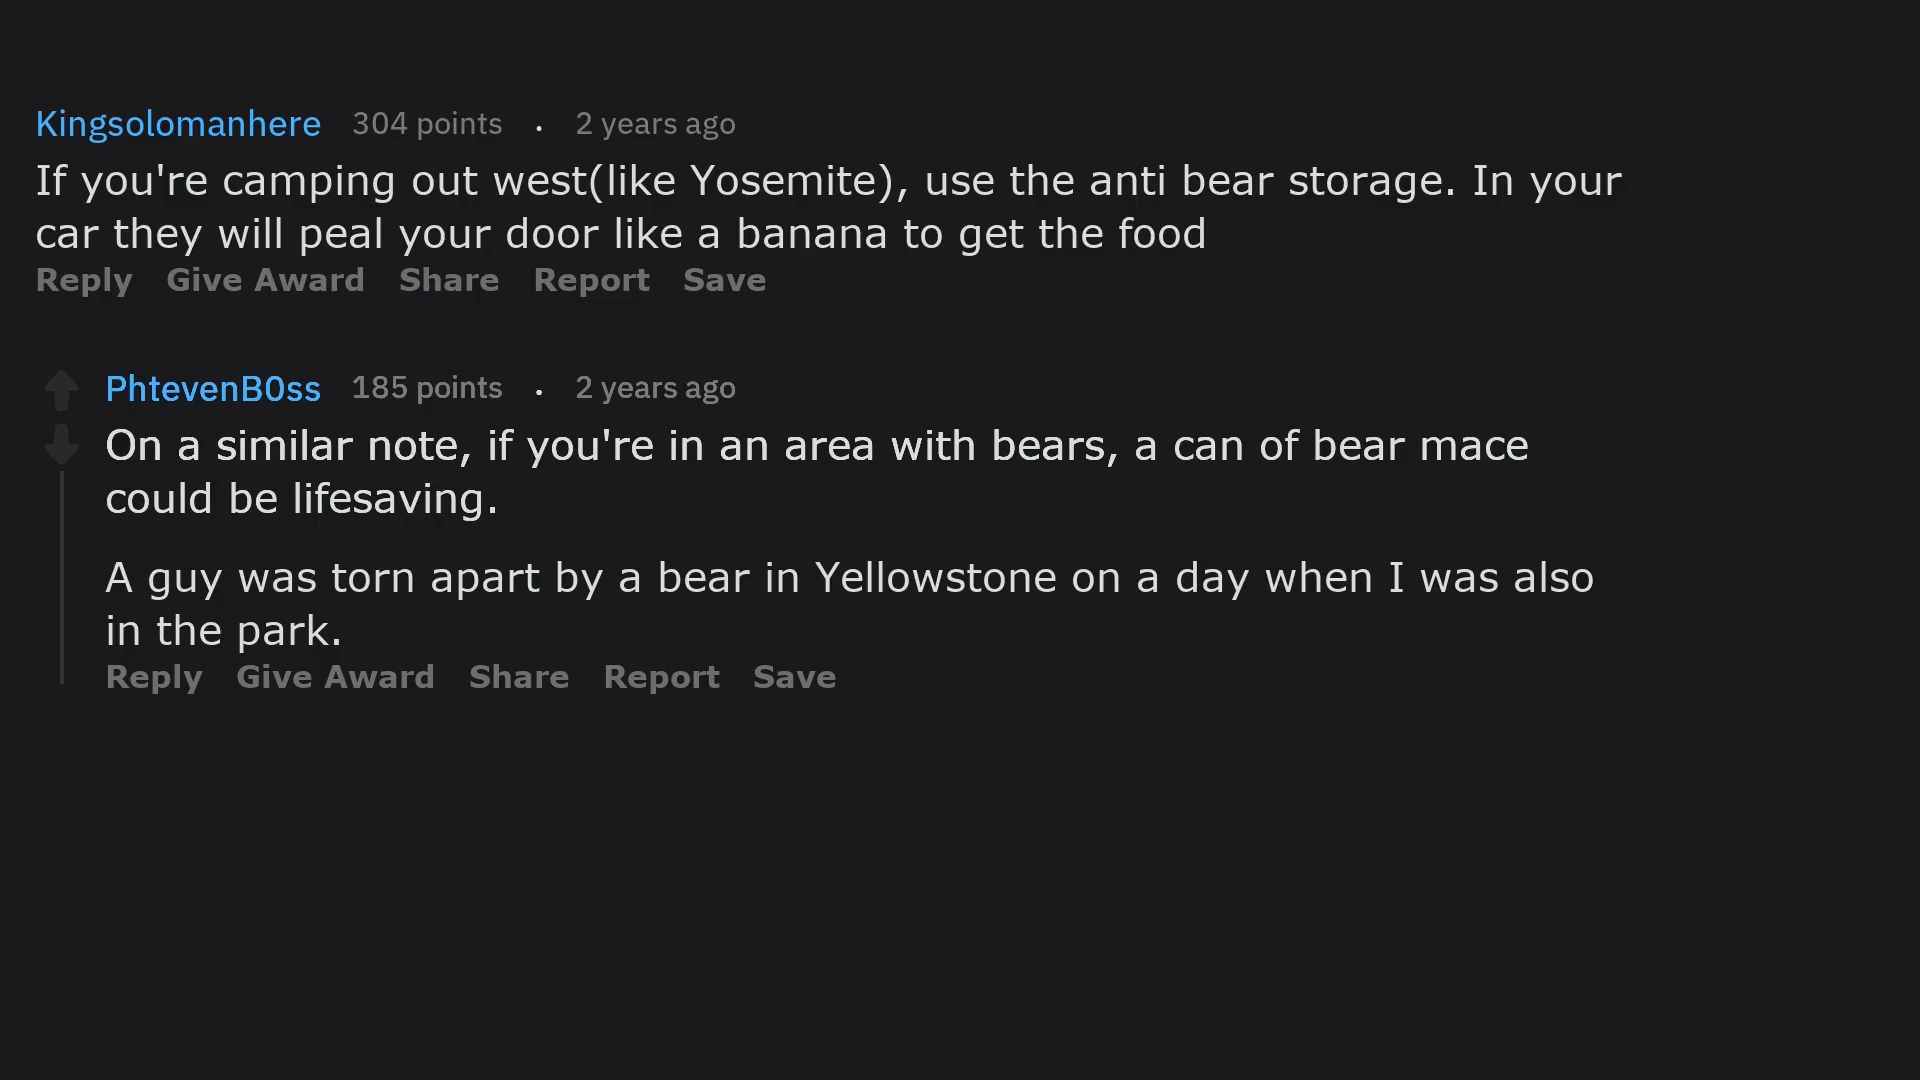 Kingsolomanhere 304 points . 2 years ago
If you're camping out west(like Yosemite), use the anti bear storage. In your
car they will peal your door like a banana to get the food
Reply Give Award Share Report Save
PhtevenB0ss 185 points . 2 years ago
On a similar note, if you're in an area with bears, a can of bear mace
could be lifesaving.
A guy was torn apart by a bear in Yellowstone on a day when I was also
in the park.
Reply Give Award Share Report Save